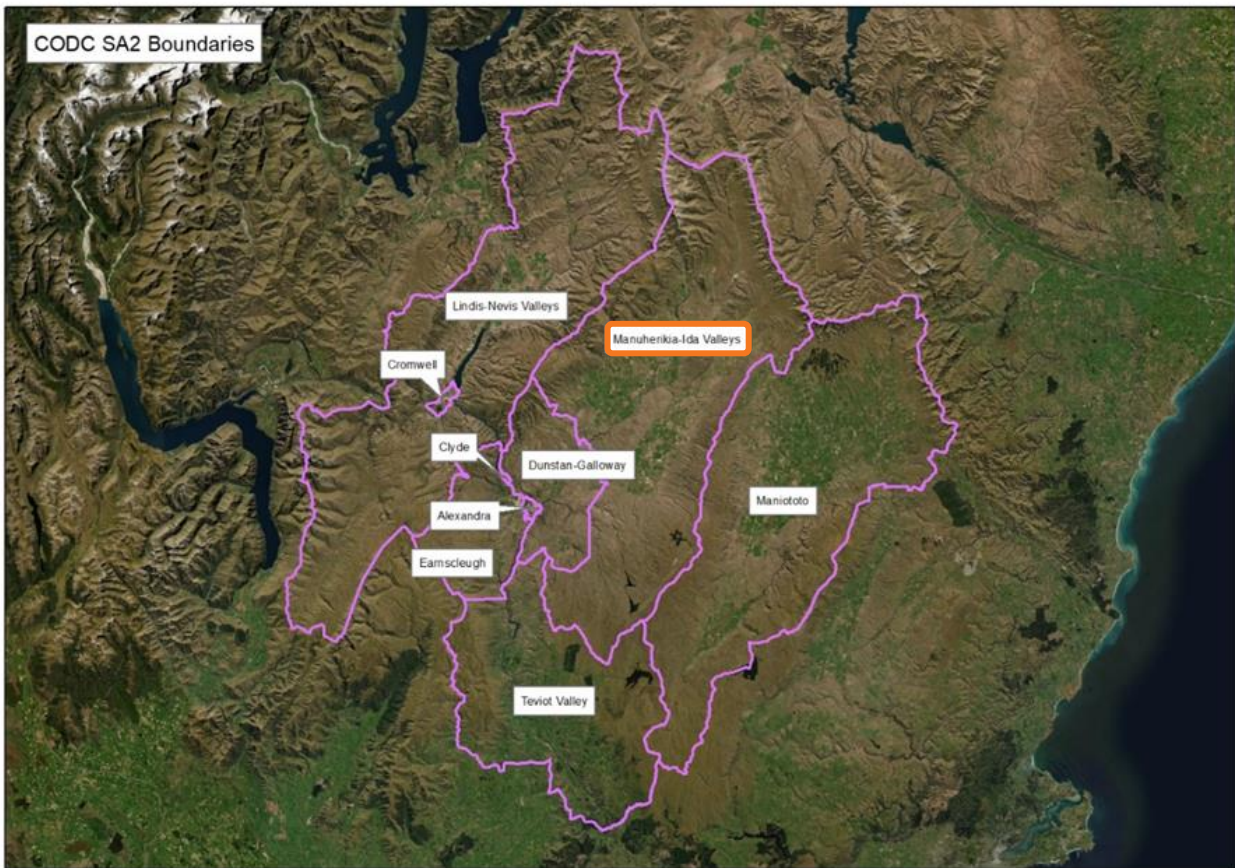 CODC SA2 Boundaries
Lindis-Nevis Valleys
Manuherikia-Ida Valleys
Cromwell
Clyde
Dunstan-Galloway
Maniototo
Alexandra
Earnscleugh
Teviot Valley